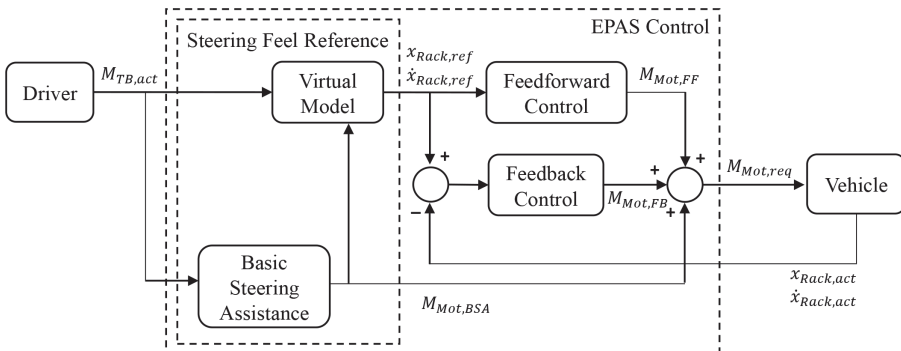 EPAS Control
Steering Feel Reference
Driver
M_{TB,act}
Virtual
Model
x_{Rack,ref}
ẋ_{Rack,ref}
Feedforward
Control
M_{Mot,FF}
+
+
−
Feedback
Control
M_{Mot,FB}
+
+
M_{Mot,req}
Vehicle
x_{Rack,act}
ẋ_{Rack,act}
Basic
Steering
Assistance
M_{Mot,BSA}